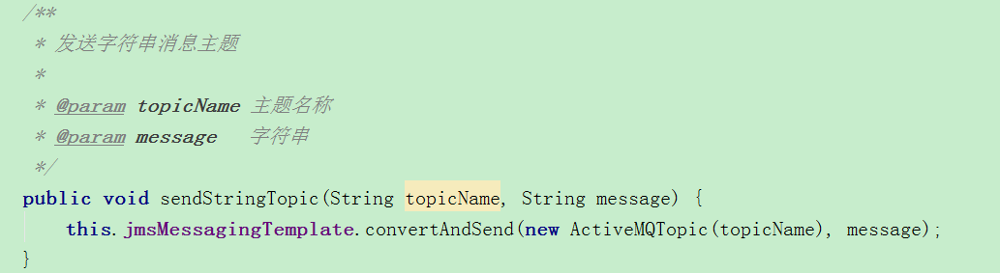 /**
 * 发送字符串消息主题
 *
 * @param topicName 主题名称
 * @param message   字符串
 */
public void sendStringTopic(String topicName, String message) {
    this.jmsMessagingTemplate.convertAndSend(new ActiveMQTopic(topicName), message);
}